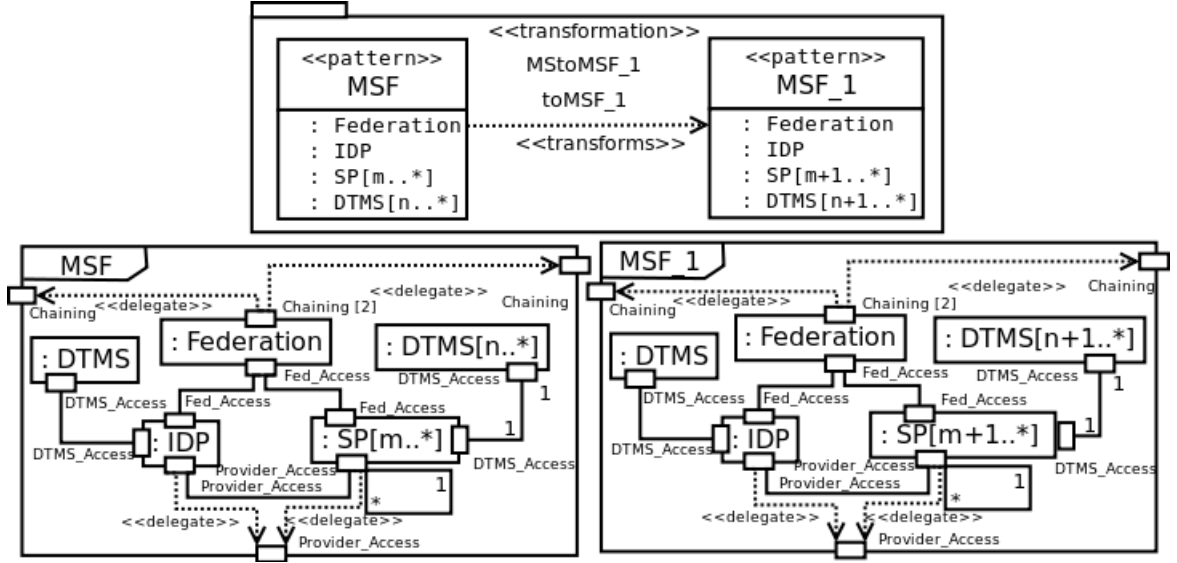 <<transformation>>
<<pattern>>
MSF
: Federation
: IDP
: SP[m..*]
: DTMS[n..*]
MStoMSF_1
toMSF_1
<<transforms>>
<<pattern>>
MSF_1
: Federation
: IDP
: SP[m+1..*]
: DTMS[n+1..*]
MSF
<<delegate>>
<<delegate>>
Chaining
Chaining [2]
Chaining
: Federation
: DTMS
: DTMS[n..*]
Fed_Access
DTMS_Access
DTMS_Access
Fed_Access
Fed_Access
1
1
: IDP
: SP[m..*]
DTMS_Access
Provider_Access
DTMS_Access
Provider_Access
1
*
<<delegate>>
<<delegate>>
Provider_Access
MSF_1
<<delegate>>
<<delegate>>
Chaining
Chaining [2]
Chaining
: Federation
: DTMS
: DTMS[n+1..*]
Fed_Access
DTMS_Access
DTMS_Access
Fed_Access
Fed_Access
1
1
: IDP
: SP[m+1..*]
DTMS_Access
Provider_Access
DTMS_Access
Provider_Access
1
*
<<delegate>>
<<delegate>>
Provider_Access